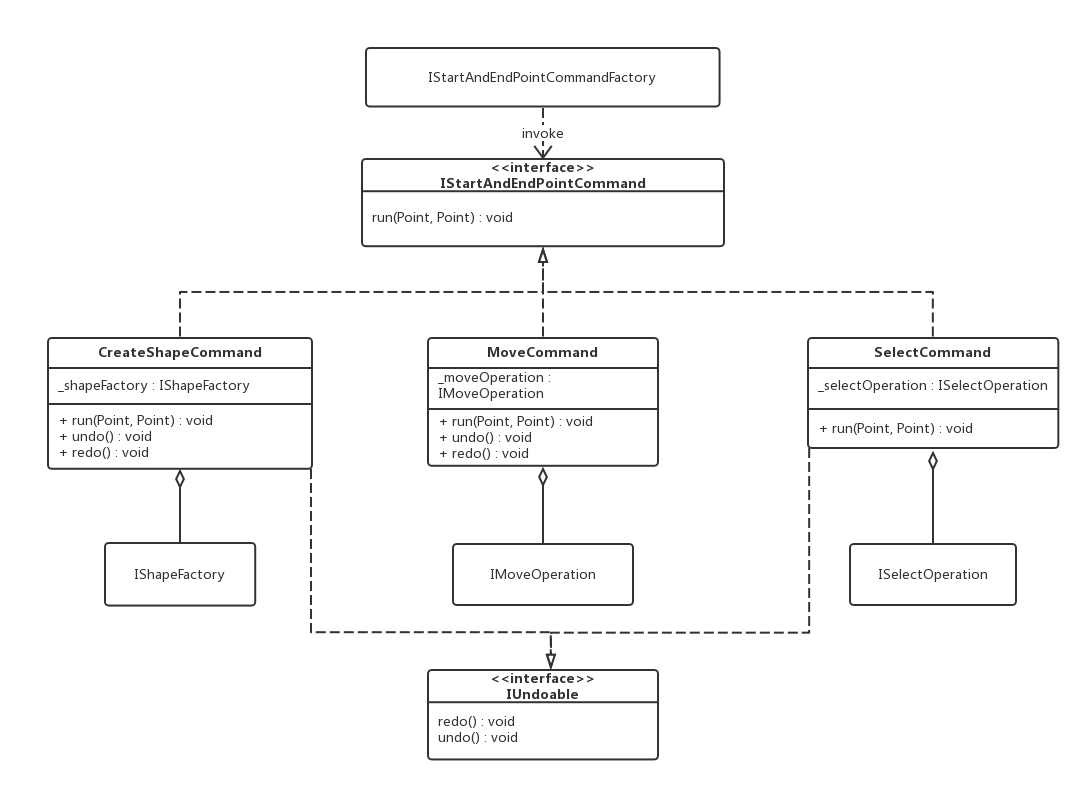 IStartAndEndPointCommandFactory
invoke
<<interface>>
IStartAndEndPointCommand
run(Point, Point) : void
CreateShapeCommand
_shapeFactory : IShapeFactory
+ run(Point, Point) : void
+ undo() : void
+ redo() : void
MoveCommand
_moveOperation :
IMoveOperation
+ run(Point, Point) : void
+ undo() : void
+ redo() : void
SelectCommand
_selectOperation : ISelectOperation
+ run(Point, Point) : void
IShapeFactory
IMoveOperation
ISelectOperation
<<interface>>
IUndoable
redo() : void
undo() : void